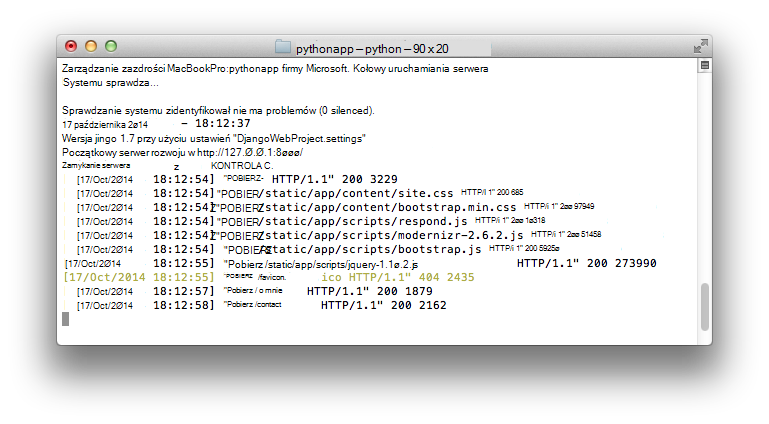 pythonapp – python – 90 x 20
Zarządzanie zazdrości MacBookPro:pythonapp firmy Microsoft. Kołowy uruchamiania serwera
Systemu sprawdza...
Sprawdzanie systemu zidentyfikował nie ma problemów (0 silenced).
17 października 2ø14 – 18:12:37
Wersja jingo 1.7 przy użyciu ustawień "DjangoWebProject.settings"
Początkowy serwer rozwoju w http://127.Ø.Ø.1:8øøø/
Zamykanie serwera z KONTROLA C.
[17/Oct/2Ø14 18:12:54] "POBIERZ- HTTP/1.1" 200 3229
[17/Oct/2Ø14 18:12:54] "POBIERZ /static/app/content/site.css HTTP/i 1" 200 685
[17/Oct/2Ø14 18:12:54] "POBIERZ /static/app/content/bootstrap.min.css HTTP/i 1" 2øø 97949
[17/Oct/2Ø14 18:12:54] "POBIERZ /static/app/scripts/respond.js HTTP/i 1" 2øø 1ø318
[17/Oct/2Ø14 18:12:54] "POBIERZ /static/app/scripts/modernizr-2.6.2.js HTTP/i 1" 2øø 51458
[17/Oct/2Ø14 18:12:54] "POBIERZ /static/app/scripts/bootstrap.js HTTP/i 1" 200 5925ø
[17/Oct/2Ø14 18:12:55] "Pobierz /static/app/scripts/jquery-1.1ø.2.js HTTP/1.1" 200 273990
[17/Oct/2014 18:12:55] "POBIERZ /favicon. ico HTTP/1.1" 404 2435
[17/Oct/2Ø14 18:12:57] "Pobierz / o mnie HTTP/1.1" 200 1879
[17/Oct/2Ø14 18:12:58] "Pobierz /contact HTTP/1.1" 200 2162